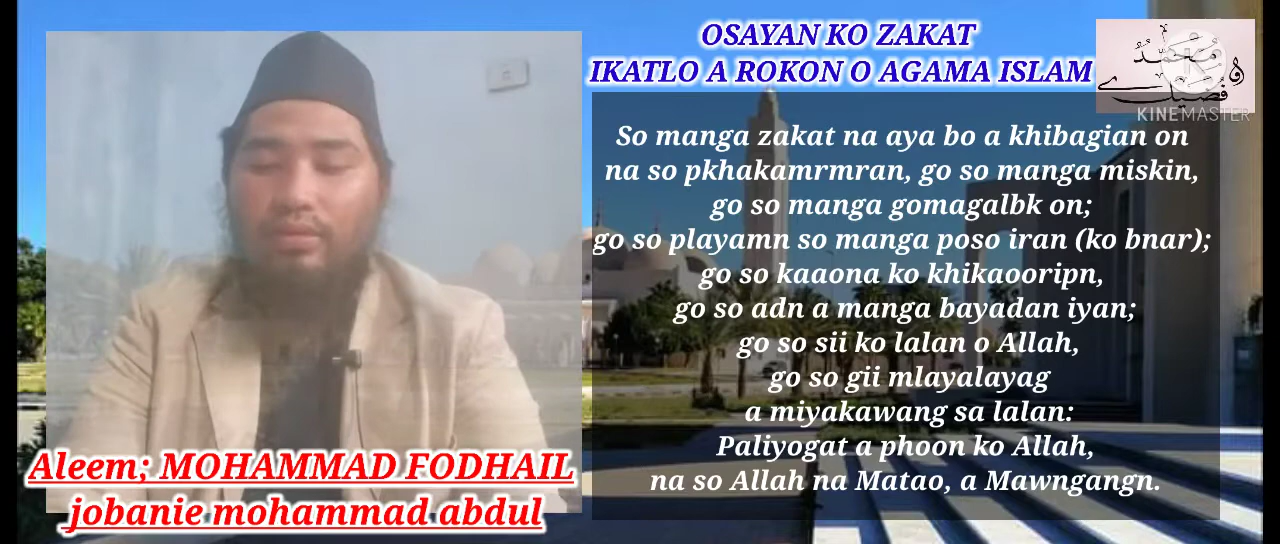 OSAYAN KO ZAKAT
IKATLO A ROKON O AGAMA ISLAM
محمد
فضيل
KINEMASTER
So manga zakat na aya bo a khibagian on
na so pkhakamrmran, go so manga miskin,
go so manga gomagalbk on;
go so playamn so manga poso iran (ko bnar);
go so kaaona ko khikaooripn,
go so adn a manga bayadan iyan;
go so sii ko lalan o Allah,
go so gii mlayalayag
a miyakawang sa lalan:
Paliyogat a phoon ko Allah,
na so Allah na Matao, a Mawngangn.
Aleem; MOHAMMAD FODHAIL
jobanie mohammad abdul